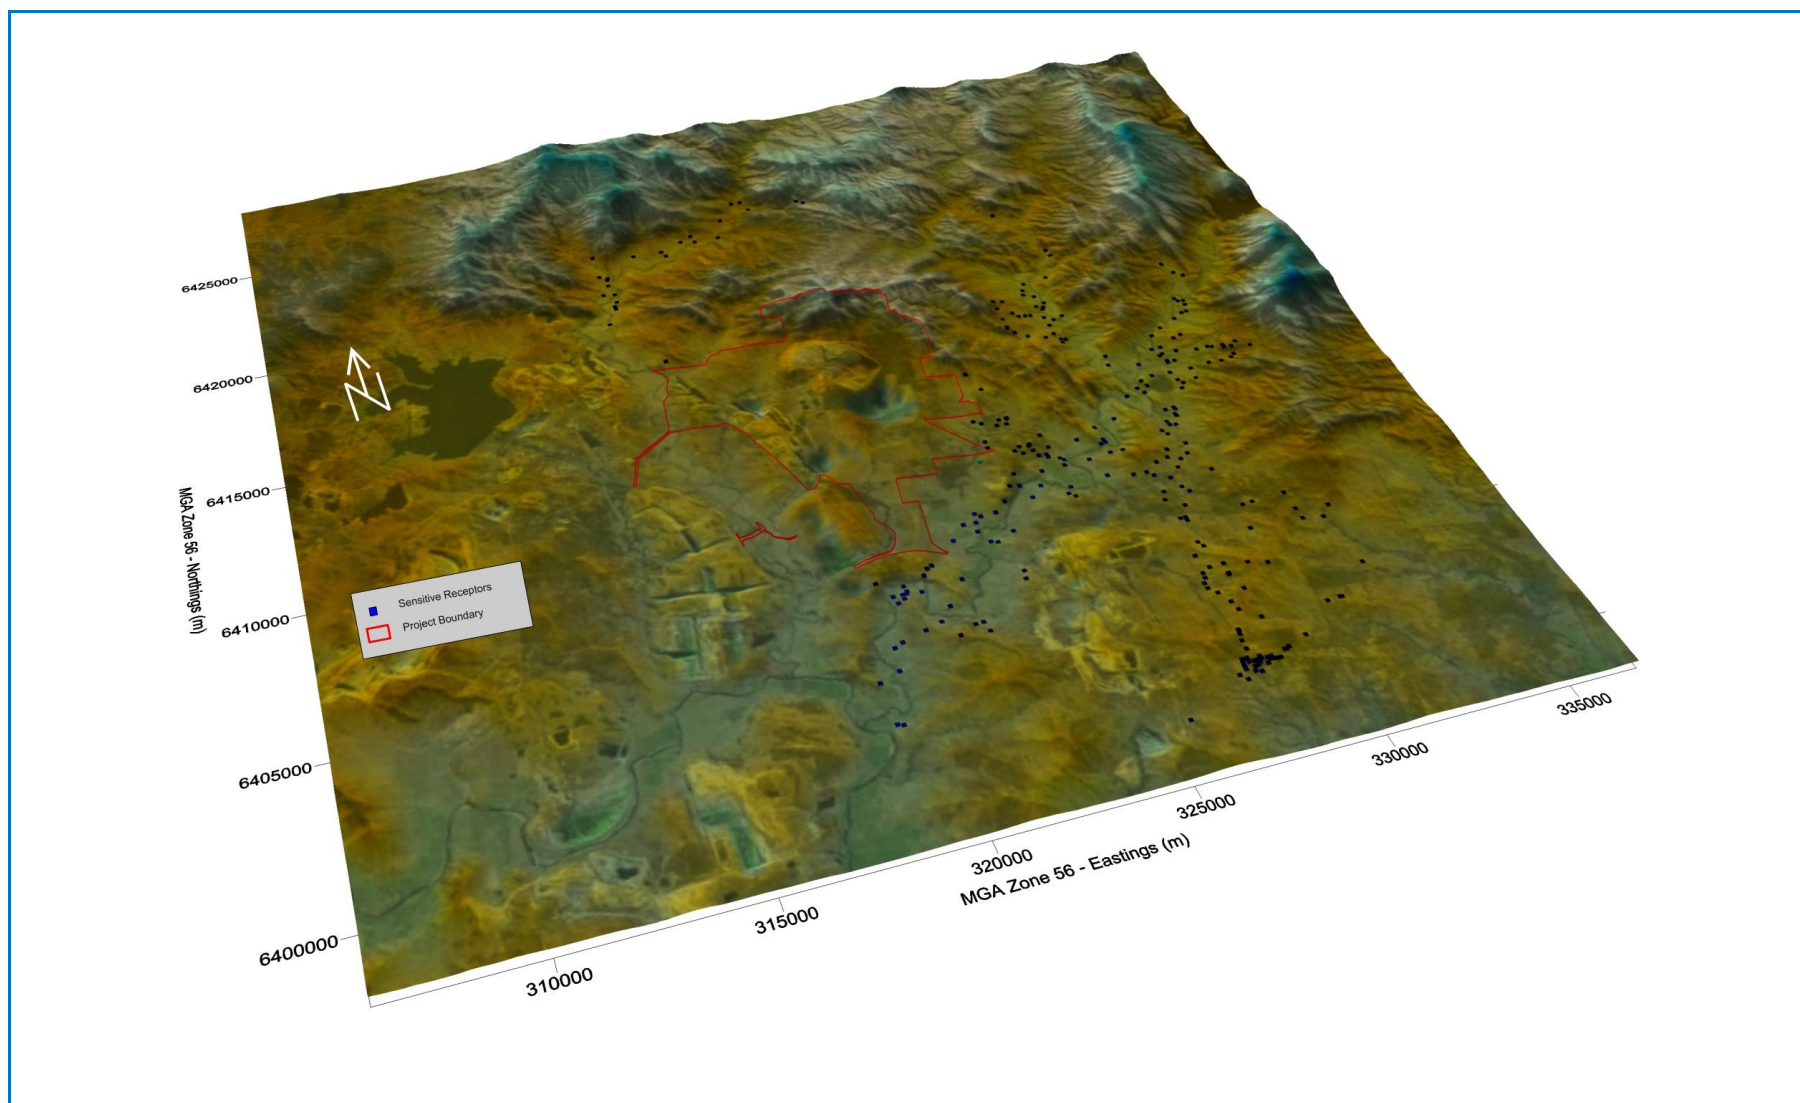 6425000
6420000
6415000
6410000
6405000
6400000
MGA Zone 56 - Northings (m)
N
Sensitive Receptors
Project Boundary
310000
315000
320000
325000
330000
335000
MGA Zone 56 - Eastings (m)